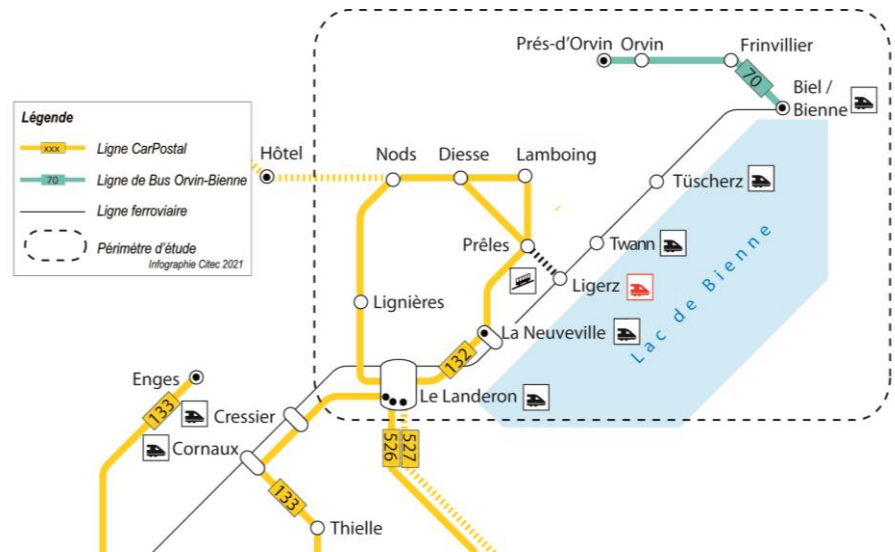 Prés-d'Orvin
Orvin
Frinvillier
70
Biel /
Bienne
Légende
xxx
Ligne CarPostal
70
Ligne de Bus Orvin-Bienne
Ligne ferroviaire
Périmètre d'étude
Infographie Citec 2021
Hôtel
Nods
Diesse
Lamboing
Tüscherz
Prêles
Twann
Ligerz
Lignières
La Neuveville
Lac de Bienne
132
Enges
Le Landeron
133
Cressier
Cornaux
526
527
133
Thielle